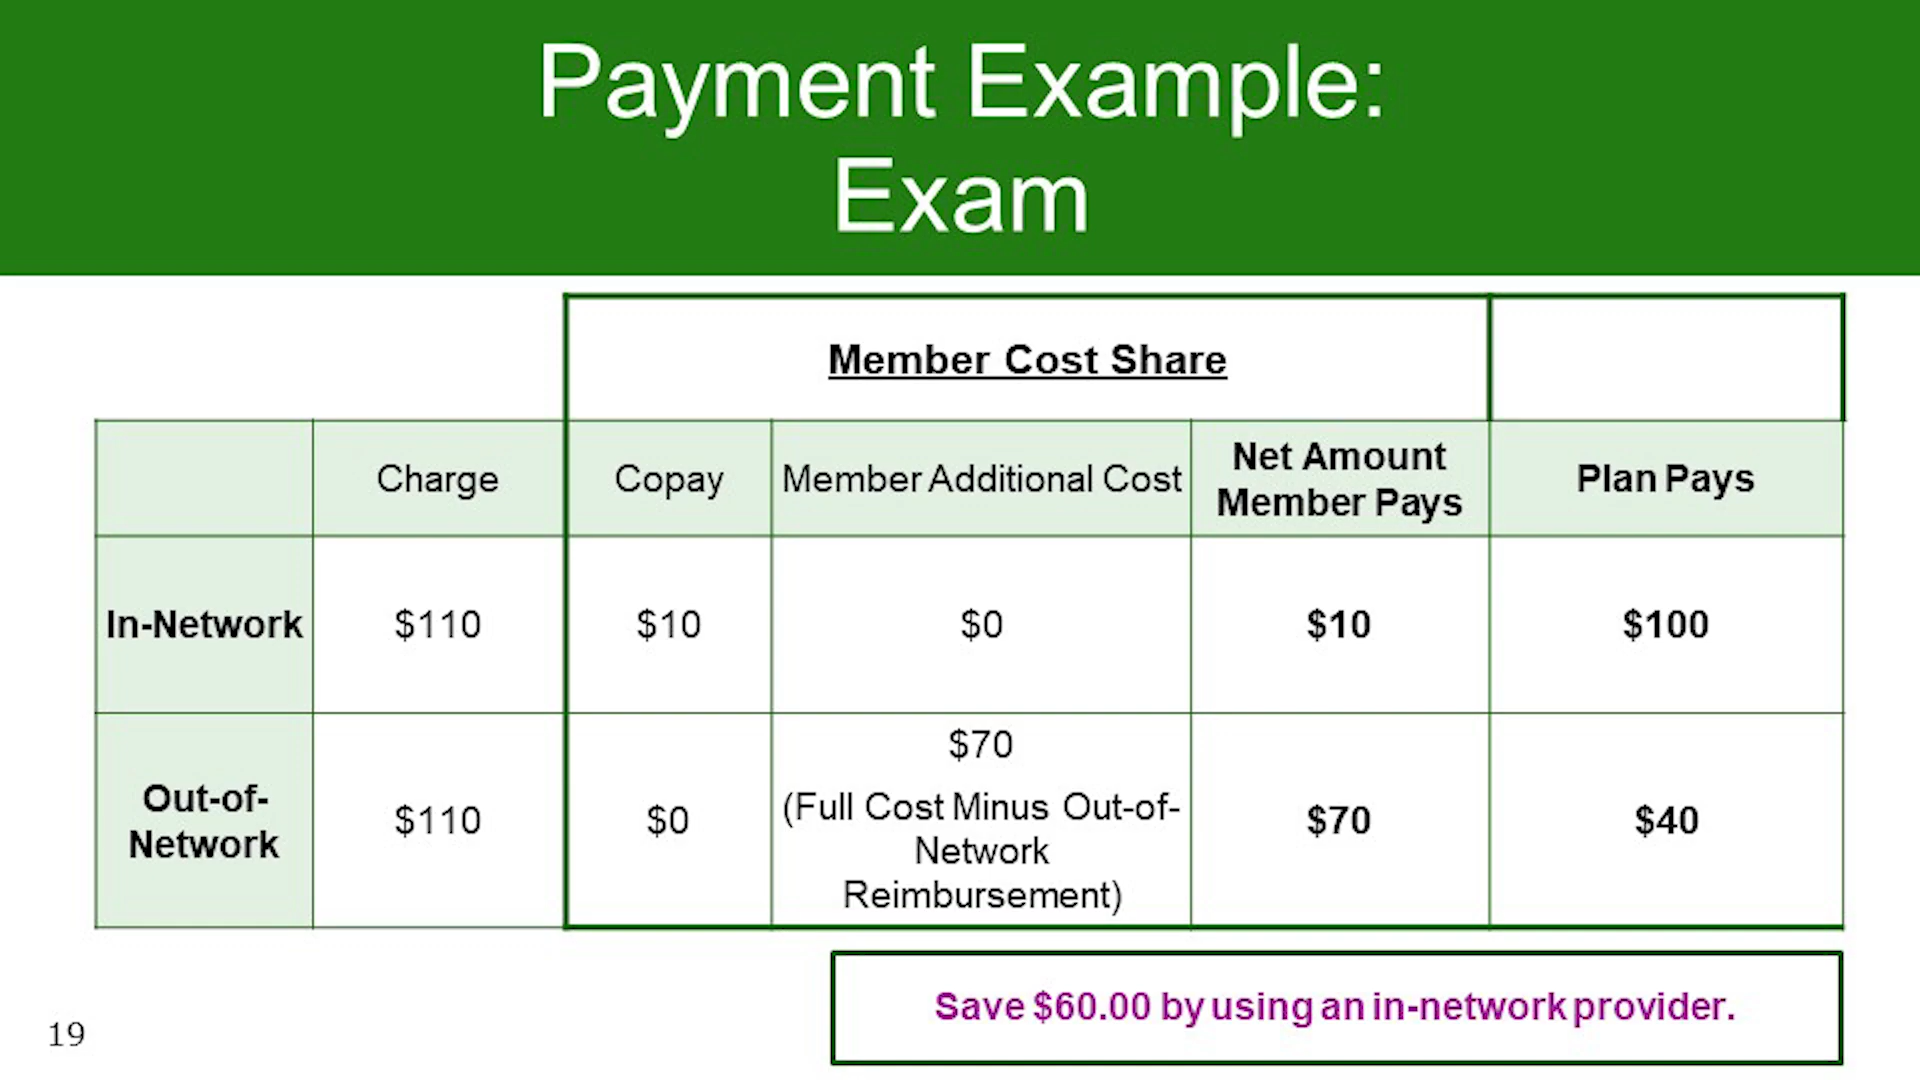 Payment Example:
Exam
Member Cost Share
Charge
Copay
Member Additional Cost
Net Amount
Member Pays
Plan Pays
In-Network
$110
$10
$0
$10
$100
Out-of-
Network
$110
$0
$70
(Full Cost Minus Out-of-
Network
Reimbursement)
$70
$40
Save $60.00 by using an in-network provider.
19